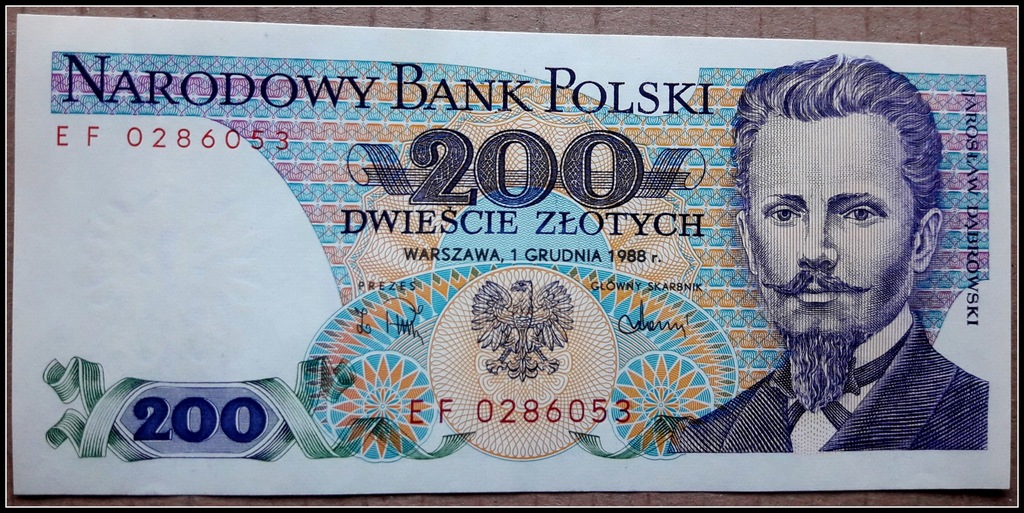 NARODOWY BANK POLSKI
EF 0286053
200
DWIEŚCIE ZŁOTYCH
WARSZAWA, 1 GRUDNIA 1988 r.
PREZES
GŁÓWNY SKARBNIK
EF 0286053
200
JAROSŁAW DĄBROWSKI